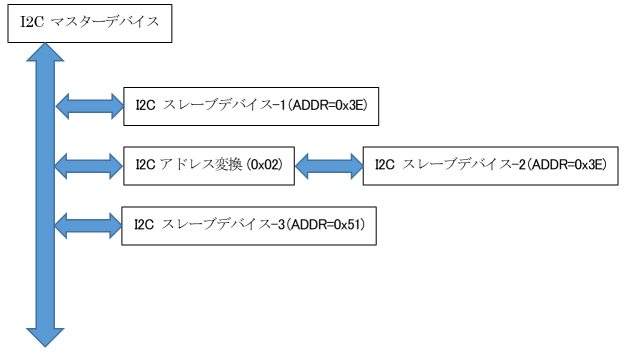 I2C マスターデバイス
I2C スレーブデバイス-1(ADDR=0x3E)
I2C アドレス変換(0x02)
I2C スレーブデバイス-2(ADDR=0x3E)
I2C スレーブデバイス-3(ADDR=0x51)